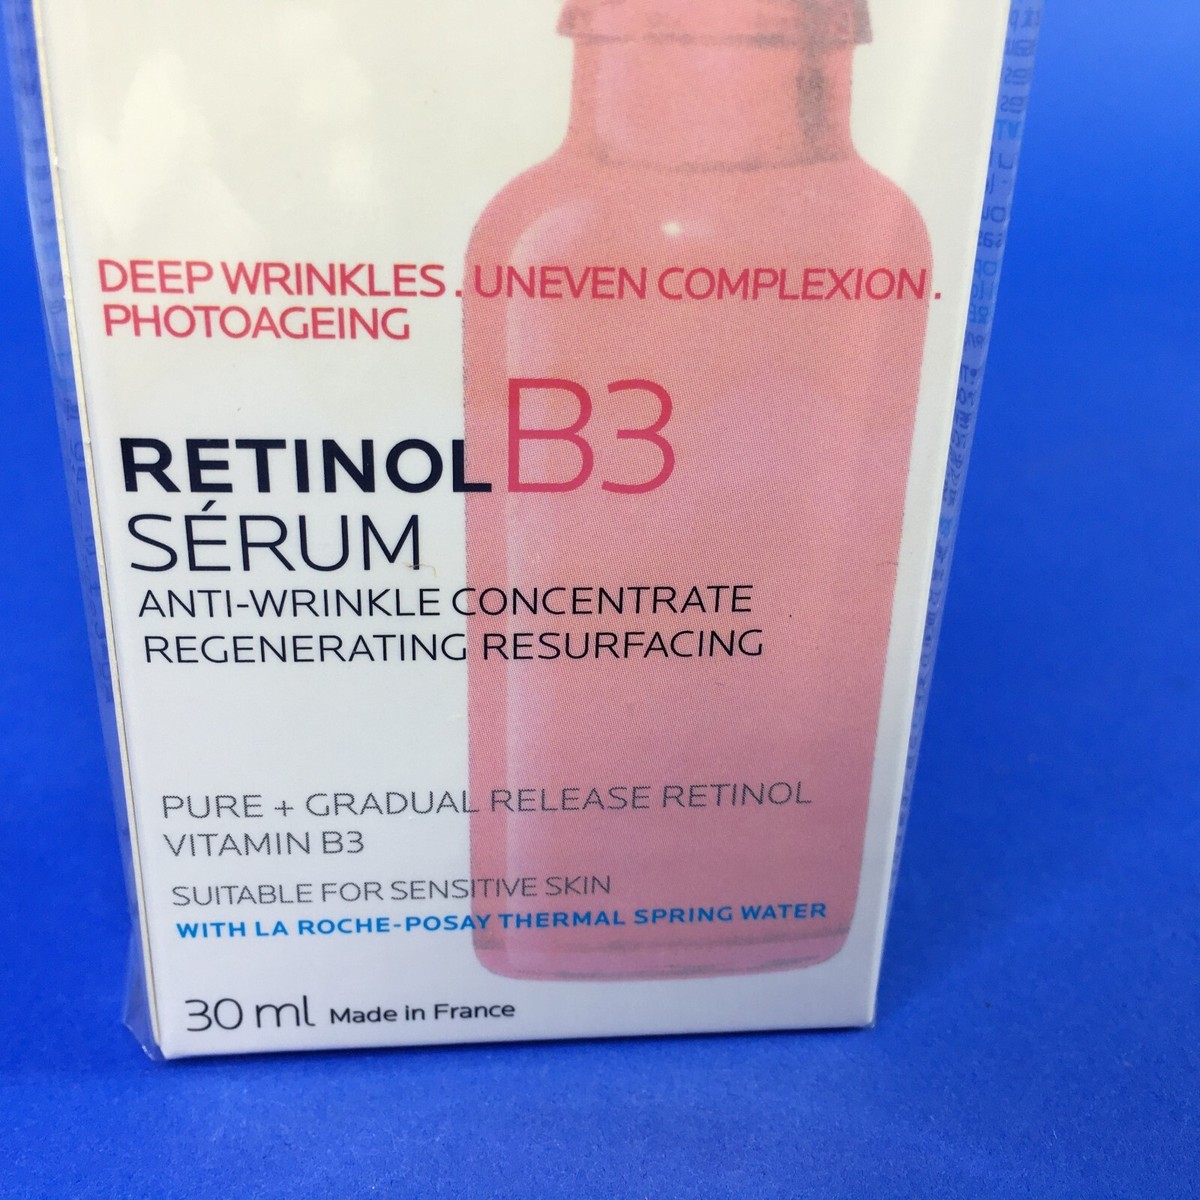 DEEP WRINKLES . UNEVEN COMPLEXION .
PHOTOAGEING
RETINOL B3
SÉRUM
ANTI-WRINKLE CONCENTRATE
REGENERATING RESURFACING
PURE + GRADUAL RELEASE RETINOL
VITAMIN B3
SUITABLE FOR SENSITIVE SKIN
WITH LA ROCHE-POSAY THERMAL SPRING WATER
30 ml Made in France